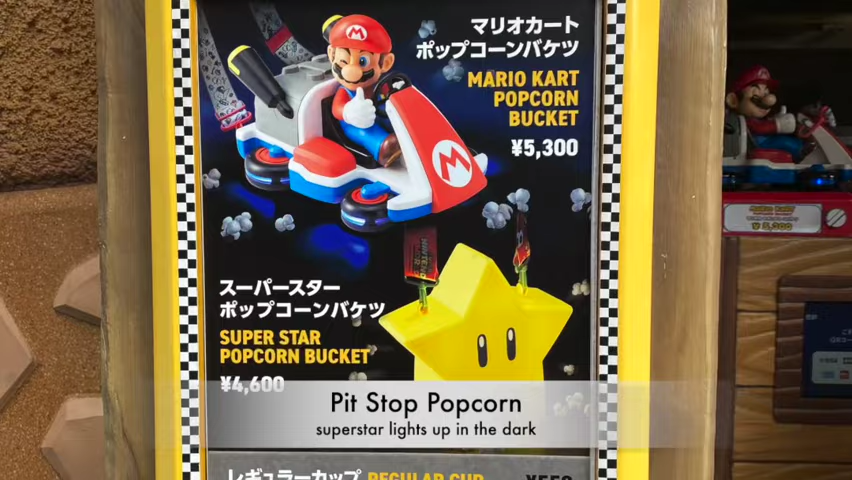 マリオカート
ポップコーンバケツ
MARIO KART
POPCORN
BUCKET
¥5,300
スーパースター
ポップコーンバケツ
SUPER STAR
POPCORN BUCKET
¥4,600
Pit Stop Popcorn
superstar lights up in the dark
レギュラーカップ REGULAR CUP